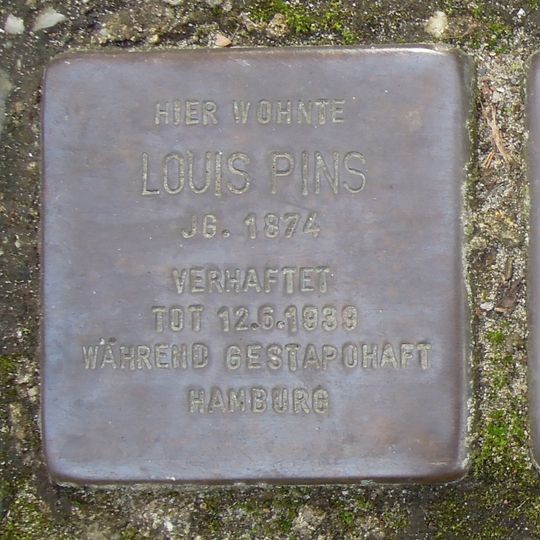 HIER WOHNTE
LOUIS PINS
JG. 1874
VERHAFTET
TOT 12.6.1939
WÄHREND GESTAPOHAFT
HAMBURG